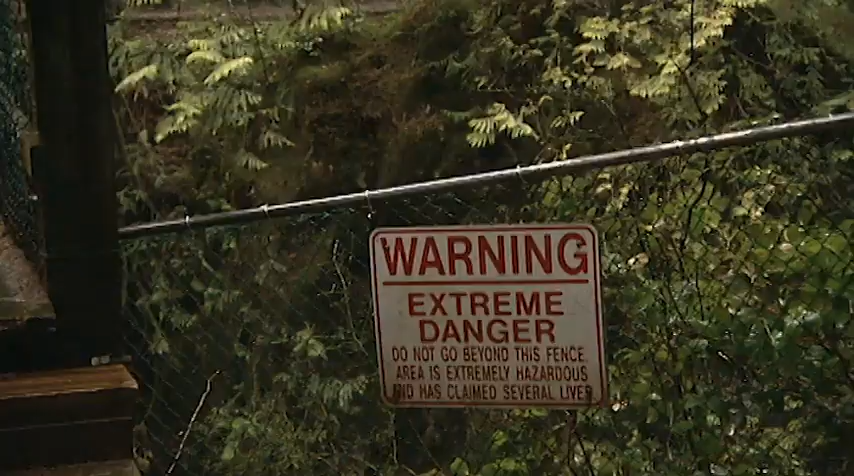 WARNING
EXTREME
DANGER
DO NOT GO BEYOND THIS FENCE
AREA IS EXTREMELY HAZARDOUS
AND HAS CLAIMED SEVERAL LIVES